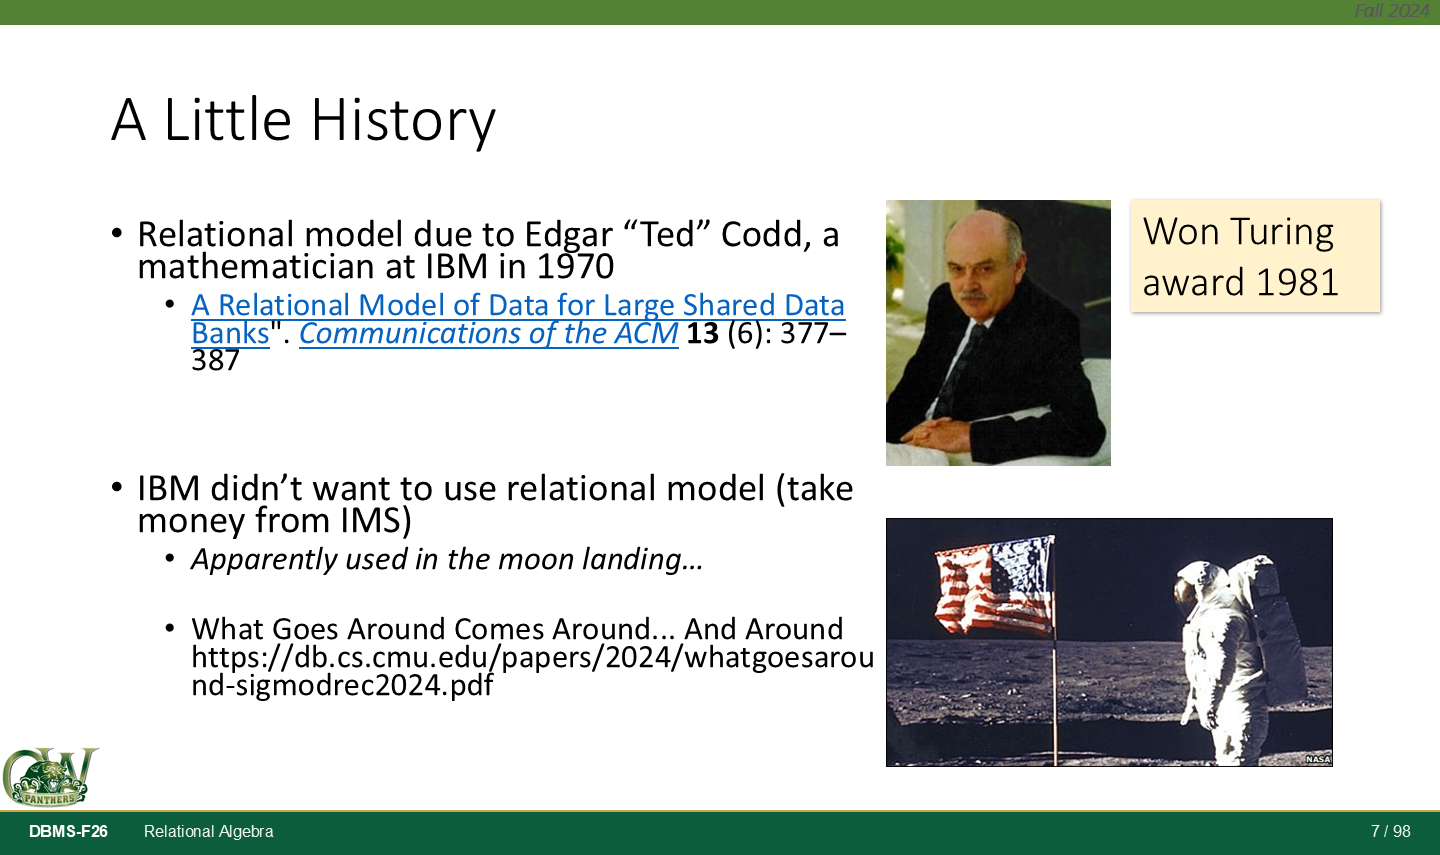 Fall 2024
A Little History
• Relational model due to Edgar “Ted” Codd, a
mathematician at IBM in 1970
• A Relational Model of Data for Large Shared Data
Banks". Communications of the ACM 13 (6): 377–
387
Won Turing
award 1981
• IBM didn’t want to use relational model (take
money from IMS)
• Apparently used in the moon landing…
• What Goes Around Comes Around... And Around
https://db.cs.cmu.edu/papers/2024/whatgoesarou
nd-sigmodrec2024.pdf
NASA
OW
PANTHERS
DBMS-F26 Relational Algebra 7 / 98